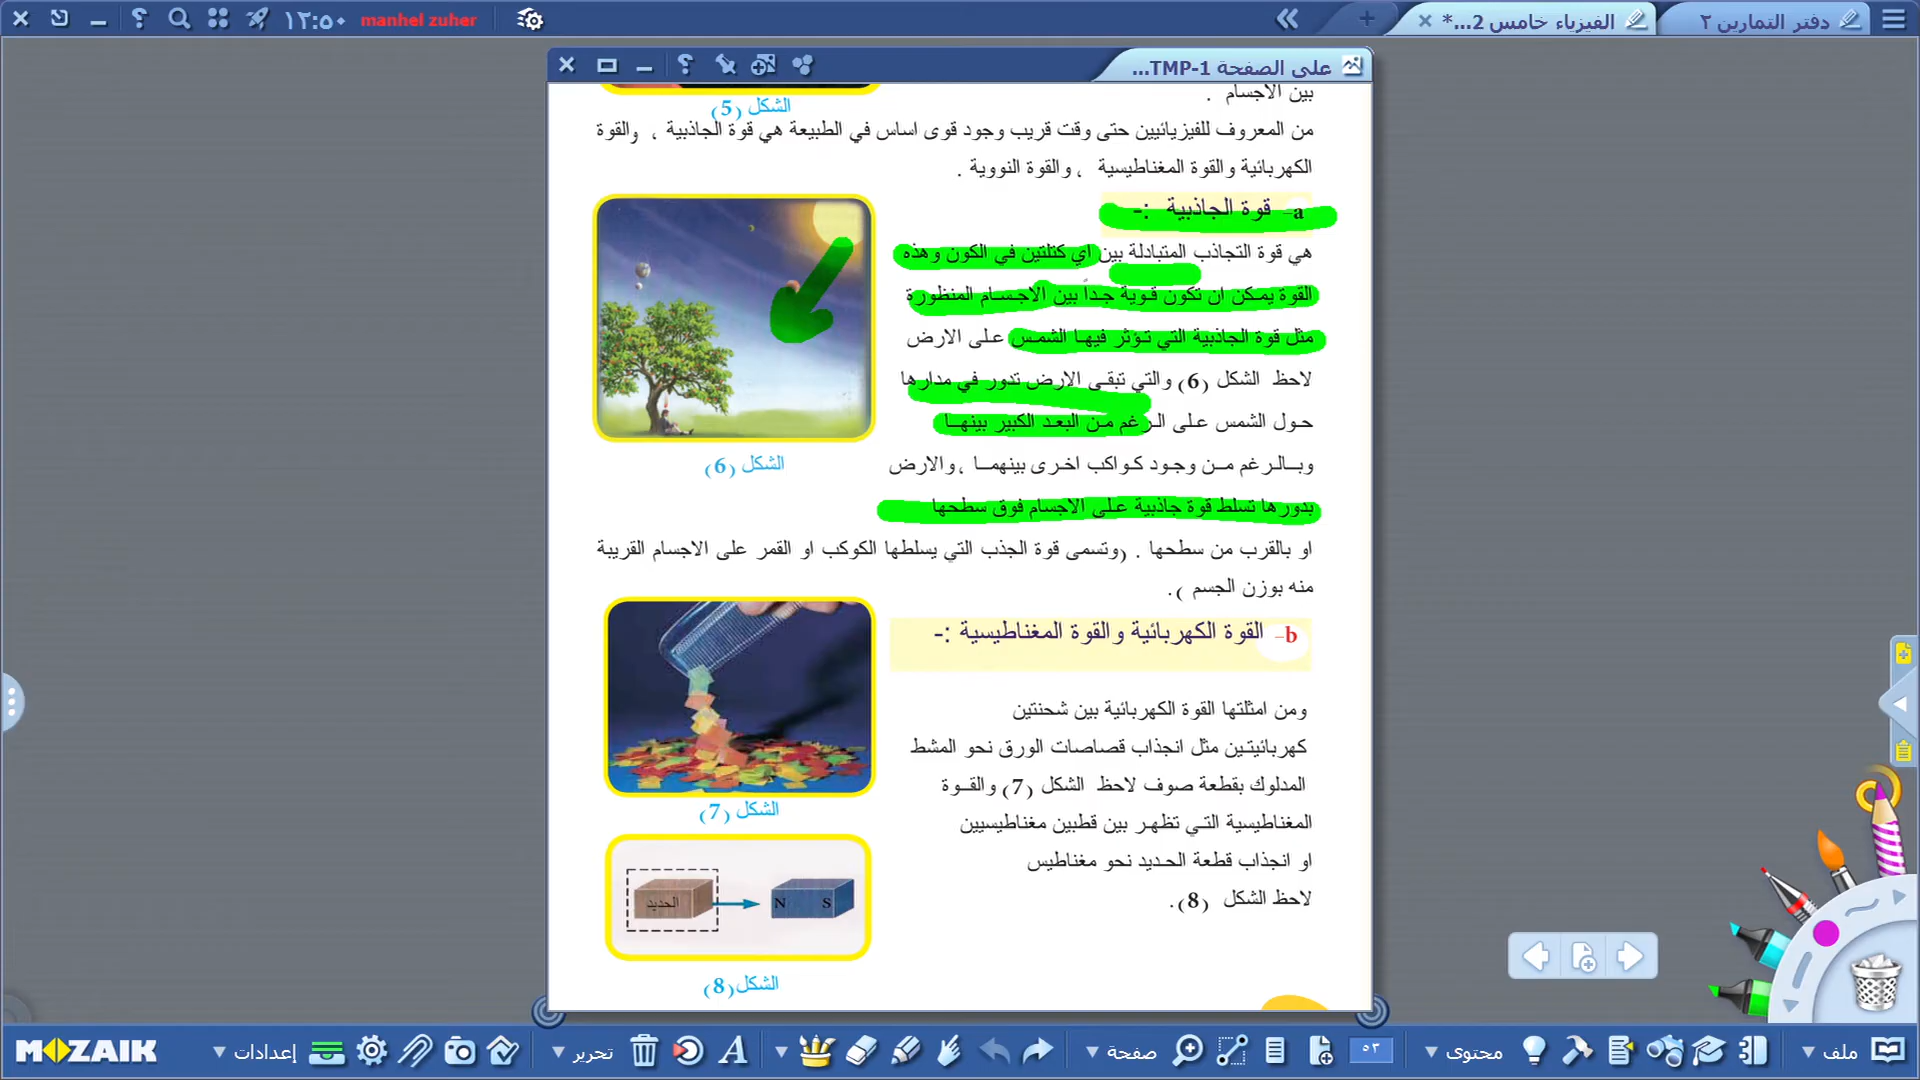 دفتر التمارين ٢
الفيزياء خامس 2...*
manhel zuher
١٣:٥٠
على الصفحة TMP-1...
بين الاجسام .
الشكل (5)
من المعروف للفيزيائيين حتى وقت قريب وجود قوى اساس في الطبيعة هي قوة الجاذبية ، والقوة
الكهربائية والقوة المغناطيسية ، والقوة النووية .
a- قوة الجاذبية :-
هي قوة التجاذب المتبادلة بين اي كتلتين في الكون وهذه
القوة يمكن ان تكون قوية جداً بين الاجسام المنظورة
مثل قوة الجاذبية التي تؤثر فيها الشمس على الارض
لاحظ الشكل (6) والتي تبقى الارض تدور في مدارها
حول الشمس على الرغم من البعد الكبير بينها
وبالرغم من وجود كواكب اخرى بينهما ، والارض
بدورها تسلط قوة جاذبية على الاجسام فوق سطحها
الشكل (6)
او بالقرب من سطحها . (وتسمى قوة الجذب التي يسلطها الكوكب او القمر على الاجسام القريبة
منه بوزن الجسم ).
b- القوة الكهربائية والقوة المغناطيسية :-
ومن امثلتها القوة الكهربائية بين شحنتين
كهربائيتين مثل انجذاب قصاصات الورق نحو المشط
المدلوك بقطعة صوف لاحظ الشكل (7) والقوة
المغناطيسية التي تظهر بين قطبين مغناطيسيين
او انجذاب قطعة الحديد نحو مغناطيس
لاحظ الشكل (8).
الشكل (7)
الحديد
N S
الشكل (8)
ملف
محتوى
٥٣
صفحة
تحرير
إعدادات
MOZAIK